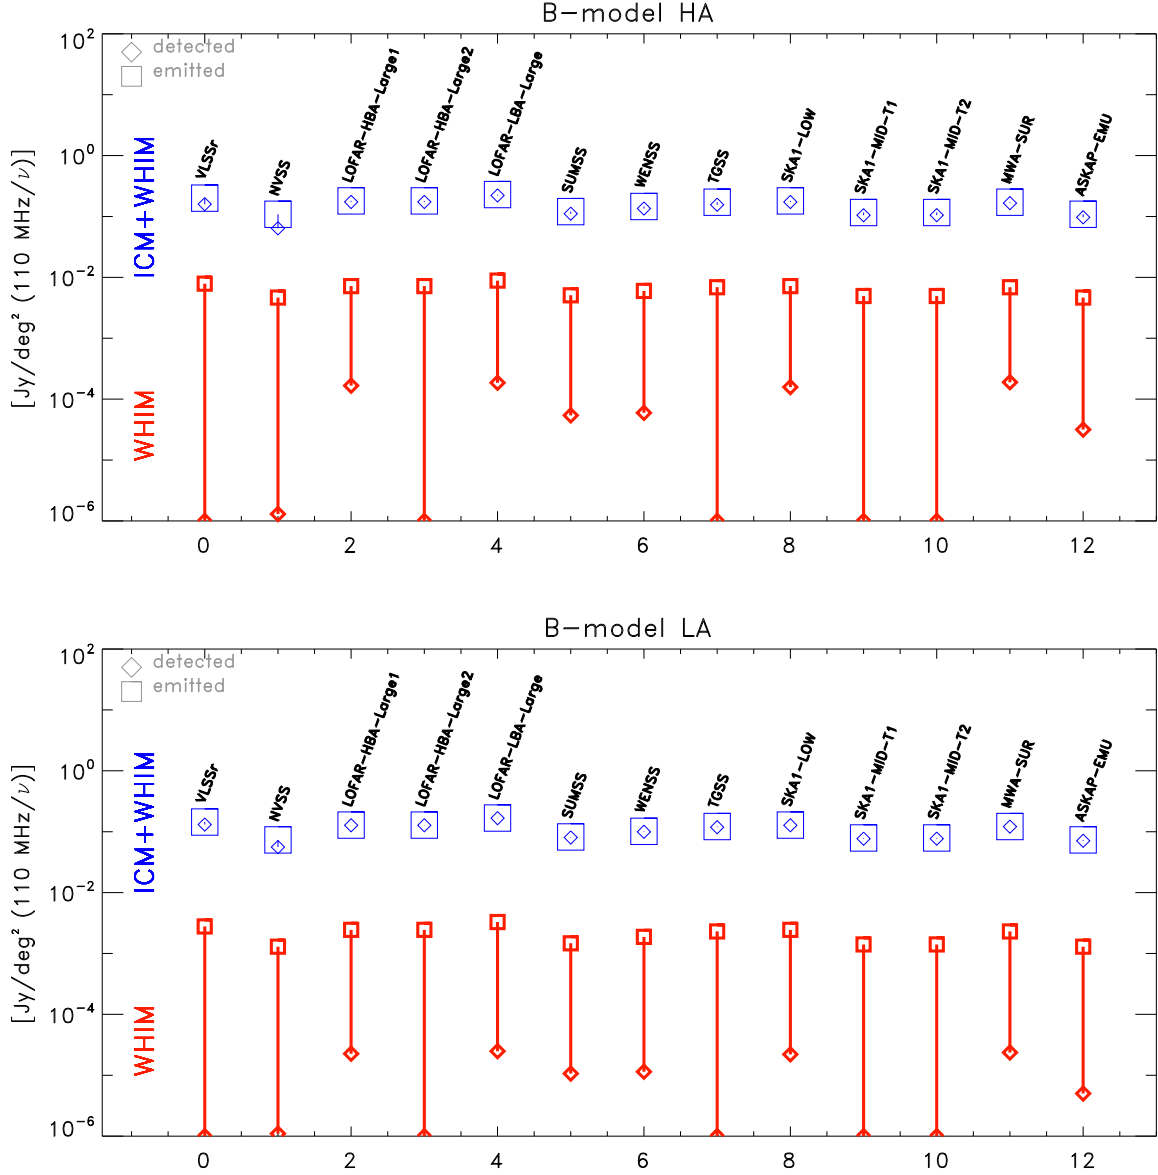 B-model HA
10²
detected
emitted
LOFAR-HBA-Large1
LOFAR-HBA-Large2
LOFAR-LBA-Large
VLSSr
NVSS
SUMSS
WENSS
TGSS
SKA1-LOW
SKA1-MID-T1
SKA1-MID-T2
MWA-SUR
ASKAP-EMU
10⁰
ICM+WHIM
[Jy/deg² (110 MHz/ν)]
10⁻²
10⁻⁴
WHIM
10⁻⁶
0 2 4 6 8 10 12
B-model LA
10²
detected
emitted
LOFAR-HBA-Large1
LOFAR-HBA-Large2
LOFAR-LBA-Large
VLSSr
NVSS
SUMSS
WENSS
TGSS
SKA1-LOW
SKA1-MID-T1
SKA1-MID-T2
MWA-SUR
ASKAP-EMU
10⁰
ICM+WHIM
[Jy/deg² (110 MHz/ν)]
10⁻²
10⁻⁴
WHIM
10⁻⁶
0 2 4 6 8 10 12